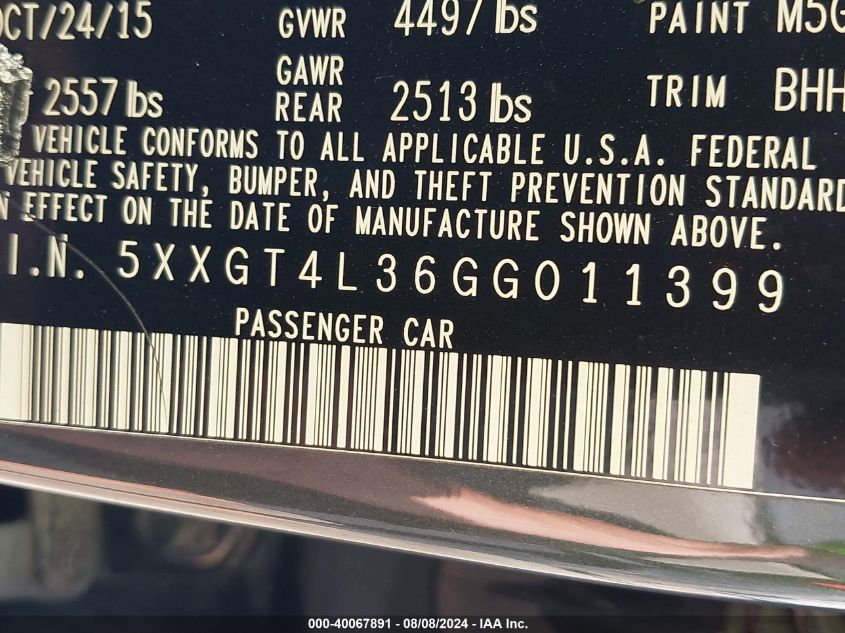 OCT/24/15 GVWR 4497 lbs PAINT M5G
2557 lbs GAWR REAR 2513 lbs TRIM BHH
VEHICLE CONFORMS TO ALL APPLICABLE U.S.A. FEDERAL
VEHICLE SAFETY, BUMPER, AND THEFT PREVENTION STANDARD
N EFFECT ON THE DATE OF MANUFACTURE SHOWN ABOVE.
I.N. 5XXGT4L36GG011399
PASSENGER CAR
000-40067891 - 08/08/2024 - IAA Inc.